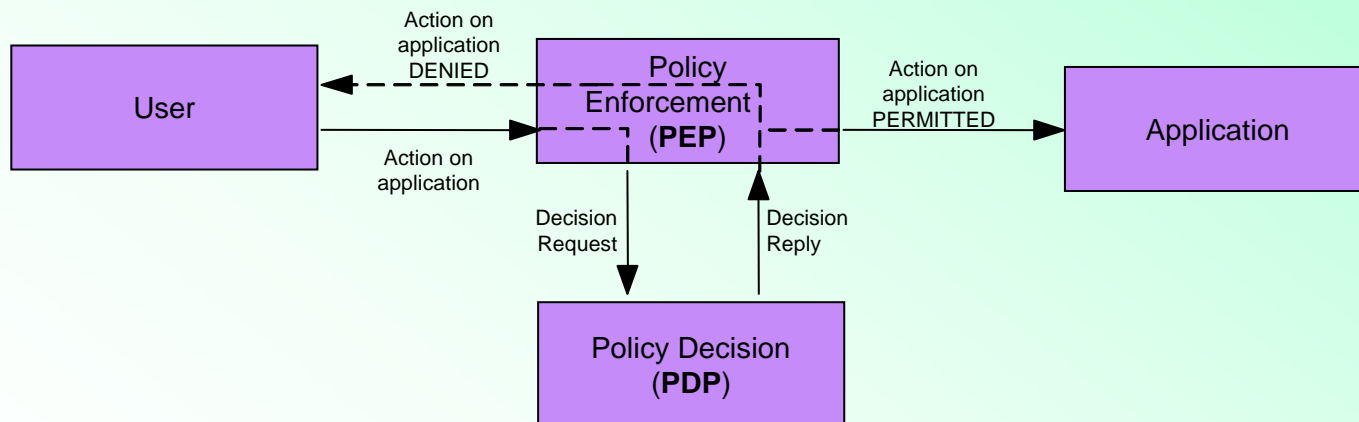 Action on
application
DENIED
User
Policy
Enforcement
(PEP)
Action on
application
PERMITTED
Application
Action on
application
Decision
Request
Decision
Reply
Policy Decision
(PDP)